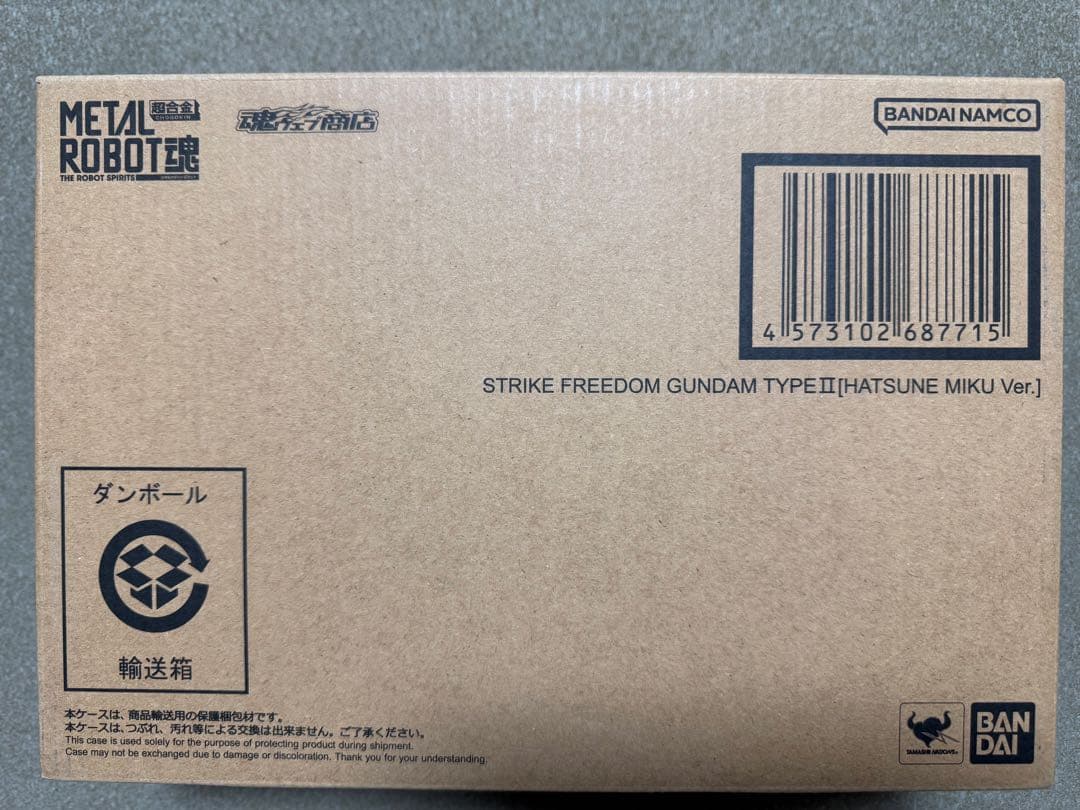 METAL 超合金
CHOGOKIN
ROBOT魂
THE ROBOT SPIRITS
魂ウェブ商店
BANDAI NAMCO
4 573102 687715
STRIKE FREEDOM GUNDAM TYPEⅡ[HATSUNE MIKU Ver.]
ダンボール
輸送箱
本ケースは、商品輸送用の保護梱包材です。
本ケースは、つぶれ、汚れ等による交換は出来ません。ご了承ください。
This case is used solely for the purpose of protecting product during shipment.
Case may not be exchanged due to damage or discoloration. Thank you for your understanding.
TAMASHII NATIONS
BAN
DAI